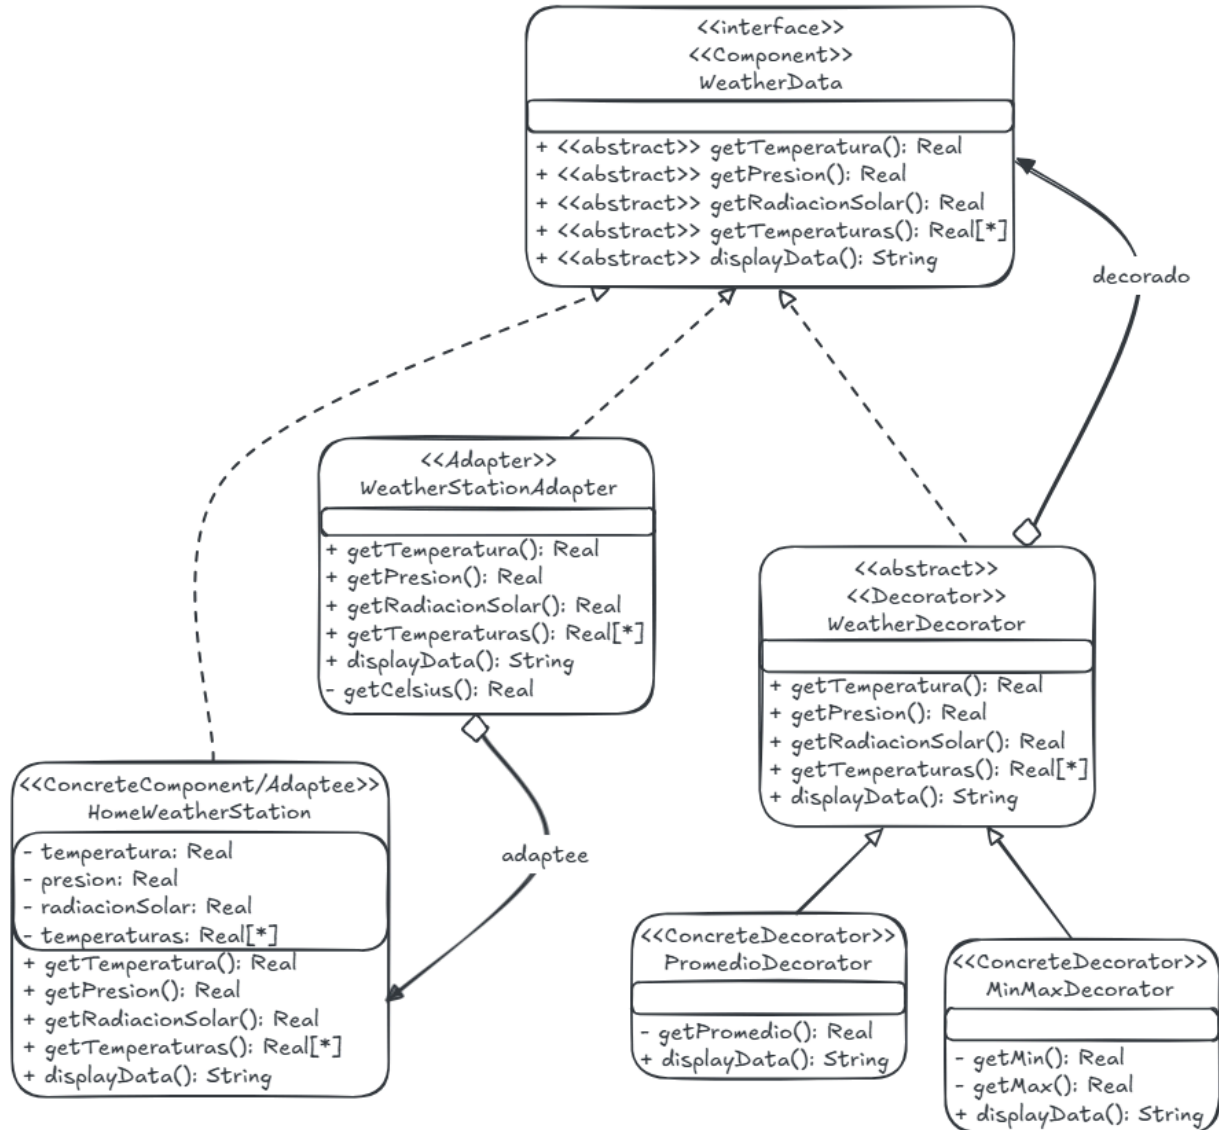 <<interface>>
<<Component>>
WeatherData
+ <<abstract>> getTemperatura(): Real
+ <<abstract>> getPresion(): Real
+ <<abstract>> getRadiacionSolar(): Real
+ <<abstract>> getTemperaturas(): Real[*]
+ <<abstract>> displayData(): String
decorado
<<Adapter>>
WeatherStationAdapter
+ getTemperatura(): Real
+ getPresion(): Real
+ getRadiacionSolar(): Real
+ getTemperaturas(): Real[*]
+ displayData(): String
- getCelsius(): Real
<<abstract>>
<<Decorator>>
WeatherDecorator
+ getTemperatura(): Real
+ getPresion(): Real
+ getRadiacionSolar(): Real
+ getTemperaturas(): Real[*]
+ displayData(): String
<<ConcreteComponent/Adaptee>>
HomeWeatherStation
- temperatura: Real
- presion: Real
- radiacionSolar: Real
- temperaturas: Real[*]
+ getTemperatura(): Real
+ getPresion(): Real
+ getRadiacionSolar(): Real
+ getTemperaturas(): Real[*]
+ displayData(): String
adaptee
<<ConcreteDecorator>>
PromedioDecorator
- getPromedio(): Real
+ displayData(): String
<<ConcreteDecorator>>
MinMaxDecorator
- getMin(): Real
- getMax(): Real
+ displayData(): String